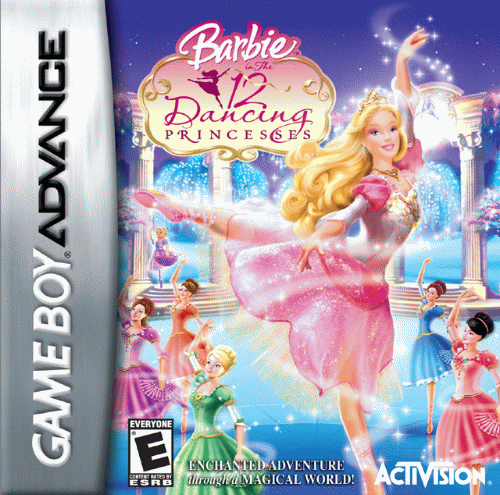 GAME BOY ADVANCE
Barbie
in The
12
Dancing
PRINCESSES
EVERYONE
E
CONTENT RATED BY
ESRB
ENCHANTED ADVENTURE
through a MAGICAL WORLD!
ACTIVISION